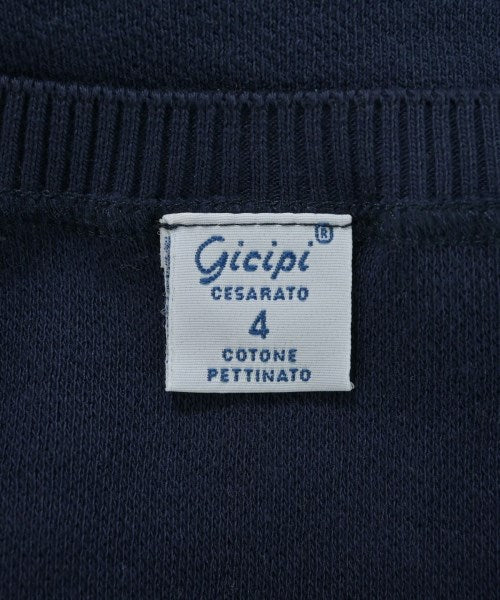 Gicipi®
CESARATO
4
COTONE
PETTINATO